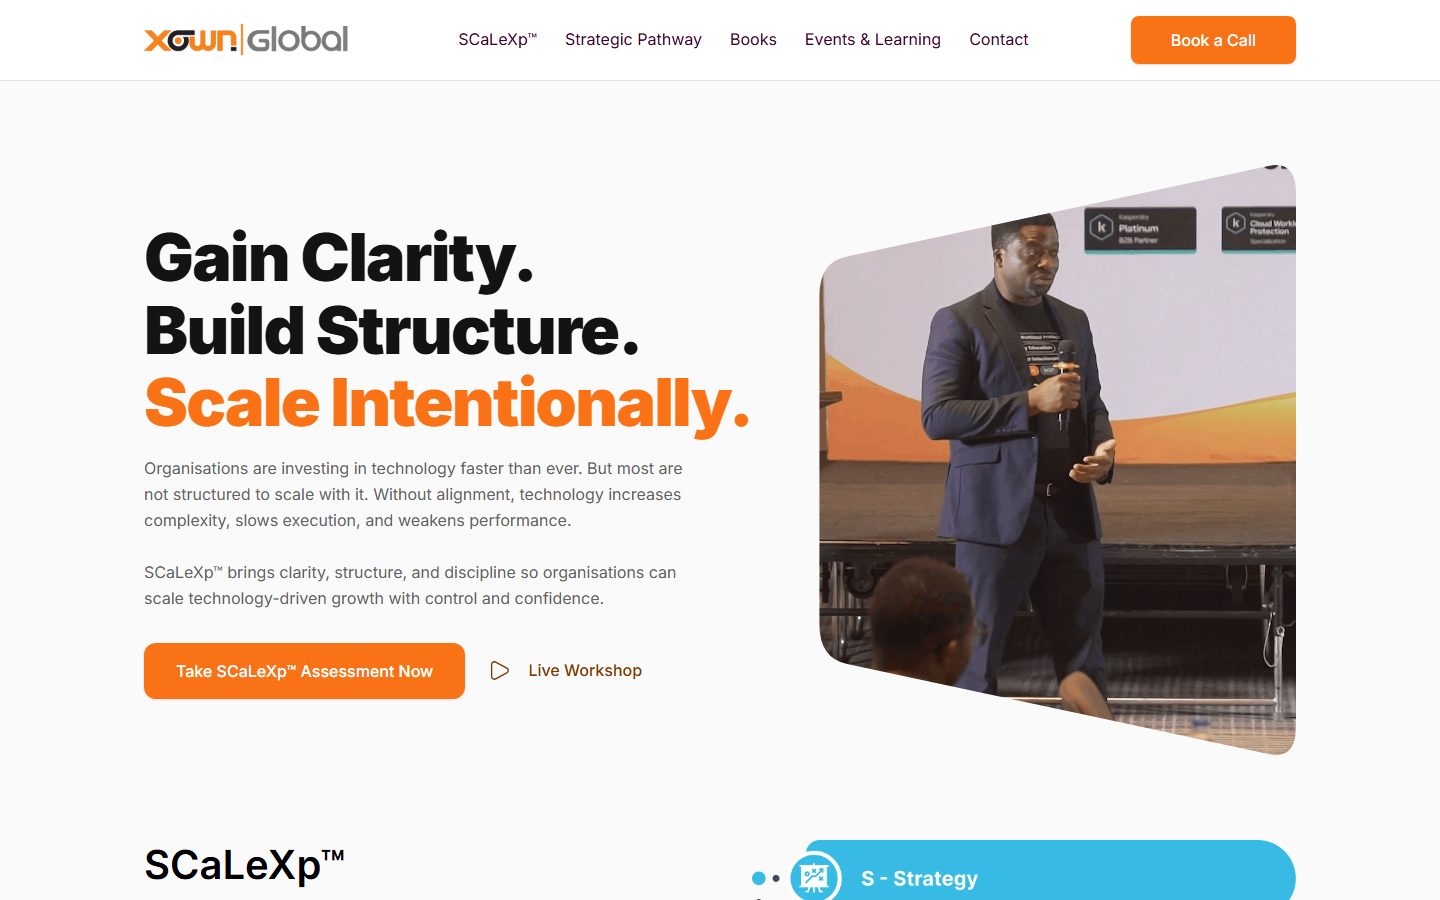 xown Global
SCaLeXp™
Strategic Pathway
Books
Events & Learning
Contact
Book a Call
Gain Clarity.
Build Structure.
Scale Intentionally.
Organisations are investing in technology faster than ever. But most are
not structured to scale with it. Without alignment, technology increases
complexity, slows execution, and weakens performance.
SCaLeXp™ brings clarity, structure, and discipline so organisations can
scale technology-driven growth with control and confidence.
Take SCaLeXp™ Assessment Now
Live Workshop
k
Kaspersky
Platinum
B2B Partner
k
Kaspersky
Cloud
Protection
Specialization
SCaLeXp™
S - Strategy